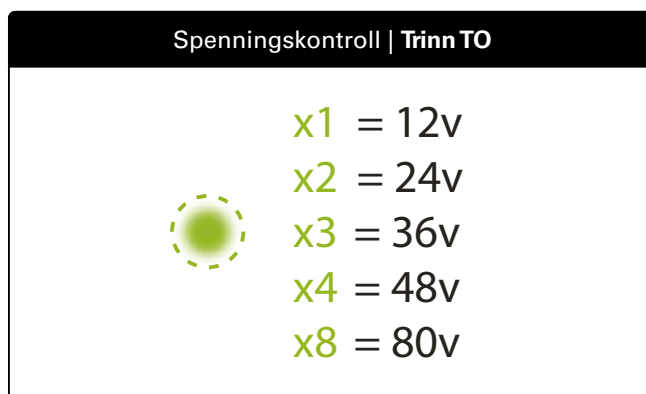 Spenningskontroll | Trinn TO
x1 = 12v
x2 = 24v
x3 = 36v
x4 = 48v
x8 = 80v